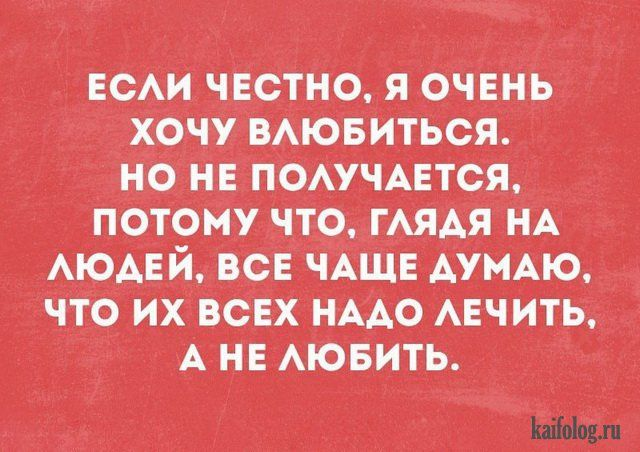 ЕСЛИ ЧЕСТНО, Я ОЧЕНЬ
ХОЧУ ВЛЮБИТЬСЯ.
НО НЕ ПОЛУЧАЕТСЯ,
ПОТОМУ ЧТО, ГЛЯДЯ НА
ЛЮДЕЙ, ВСЕ ЧАЩЕ ДУМАЮ,
ЧТО ИХ ВСЕХ НАДО ЛЕЧИТЬ,
А НЕ ЛЮБИТЬ.
kaifolog.ru